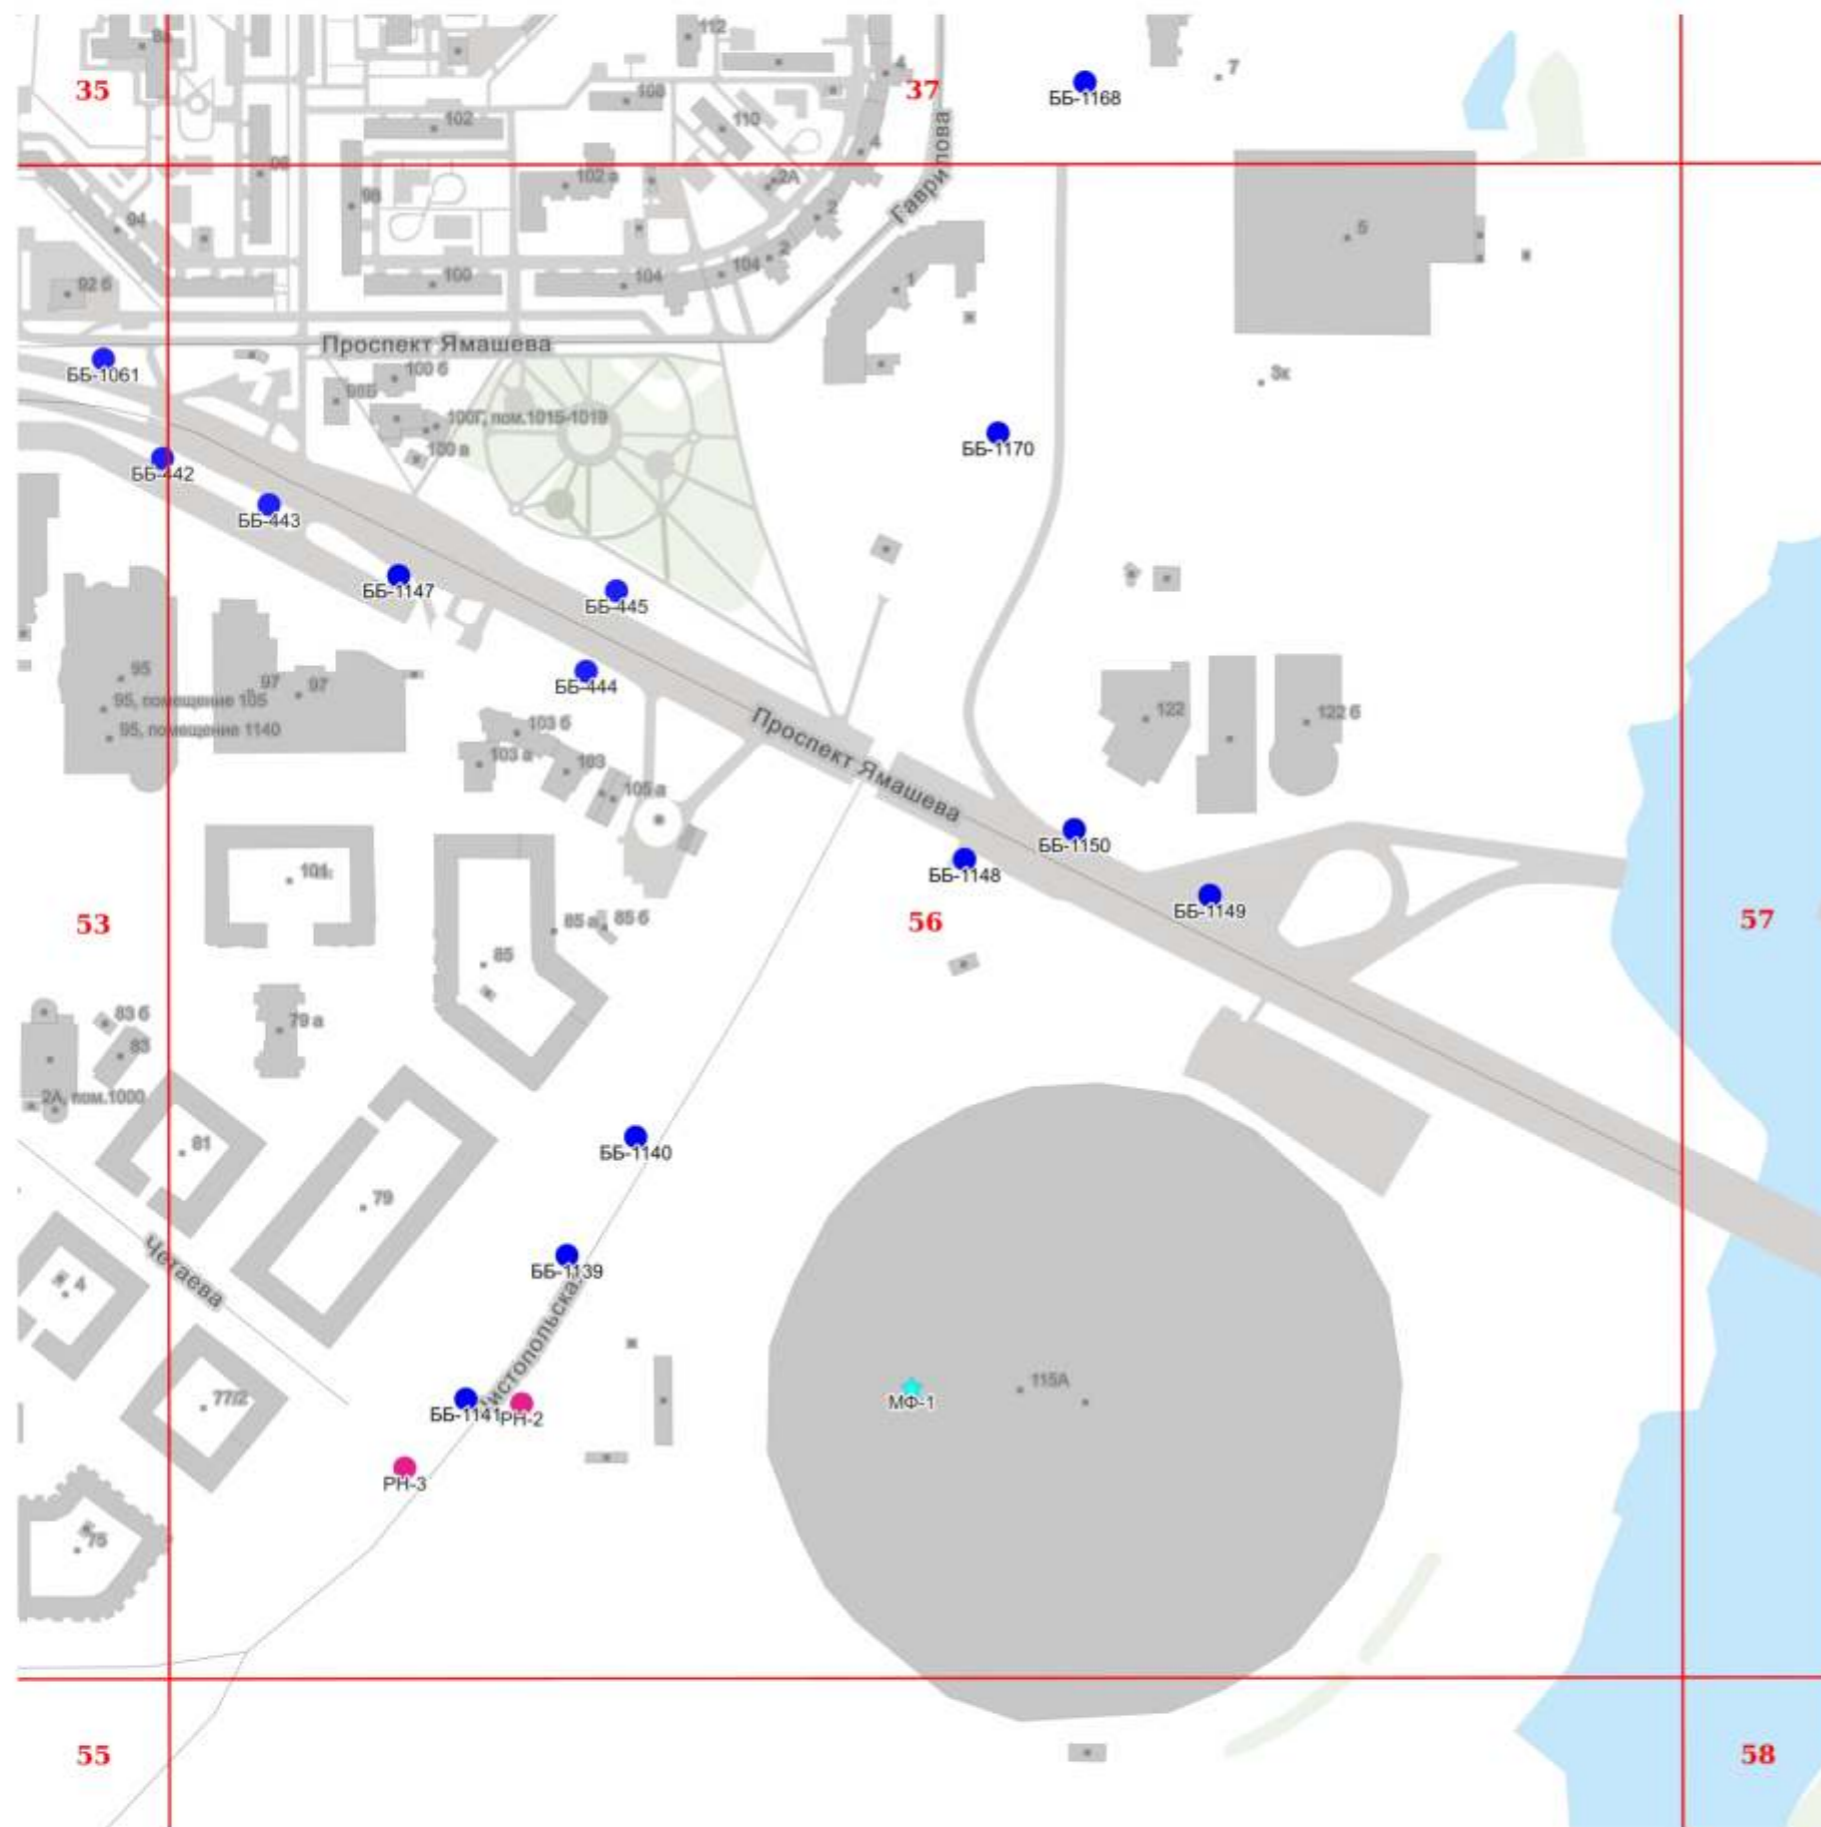 8а
112
4
7
35
108
37
ББ-1168
102
110
4
98
102 а
2А
2
94
Гаврилова
5
2
92 б
100
104
104
1
Проспект Ямашева
ББ-1061
100 б
3к
98Б
100Г, пом.1015-1019
100 а
ББ-1170
ББ-442
ББ-443
ББ-1147
ББ-445
95
97
97
ББ-444
95, помещение 105
103 б
Проспект Ямашева
122
122 б
95, помещение 1140
103 а
103
105 а
ББ-1150
101
ББ-1148
ББ-1149
53
85 а
85 б
56
57
85
83 б
79 а
83
2А, пом.1000
81
ББ-1140
79
Четаева
ББ-1139
4
Чистопольская
115А
77/2
ББ-1141
РН-2
МФ-1
РН-3
75
55
58